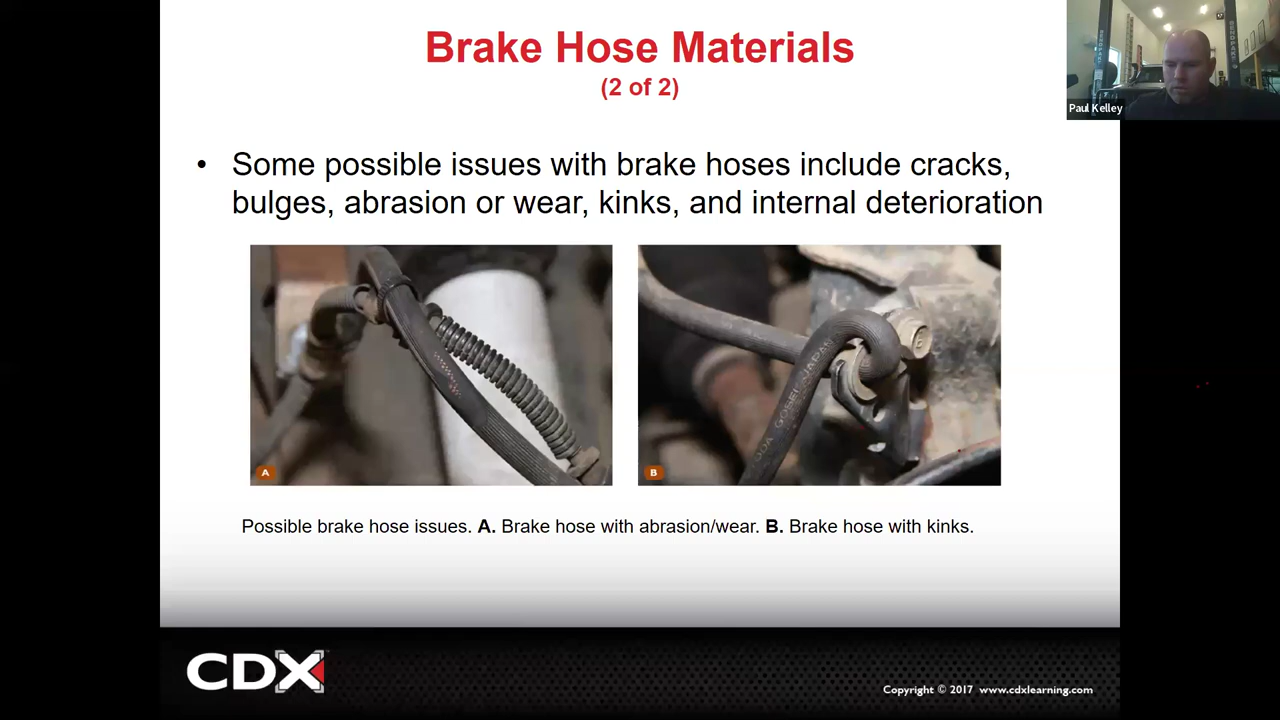 Brake Hose Materials
(2 of 2)
Paul Kelley
• Some possible issues with brake hoses include cracks,
bulges, abrasion or wear, kinks, and internal deterioration
A
B
Possible brake hose issues. A. Brake hose with abrasion/wear. B. Brake hose with kinks.
CDX
Copyright © 2017 www.cdxlearning.com